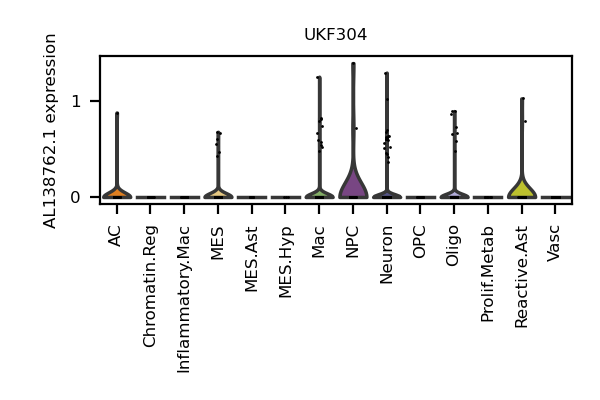 UKF304
AL138762.1 expression
1
0
AC
Chromatin.Reg
Inflammatory.Mac
MES
MES.Ast
MES.Hyp
Mac
NPC
Neuron
OPC
Oligo
Prolif.Metab
Reactive.Ast
Vasc